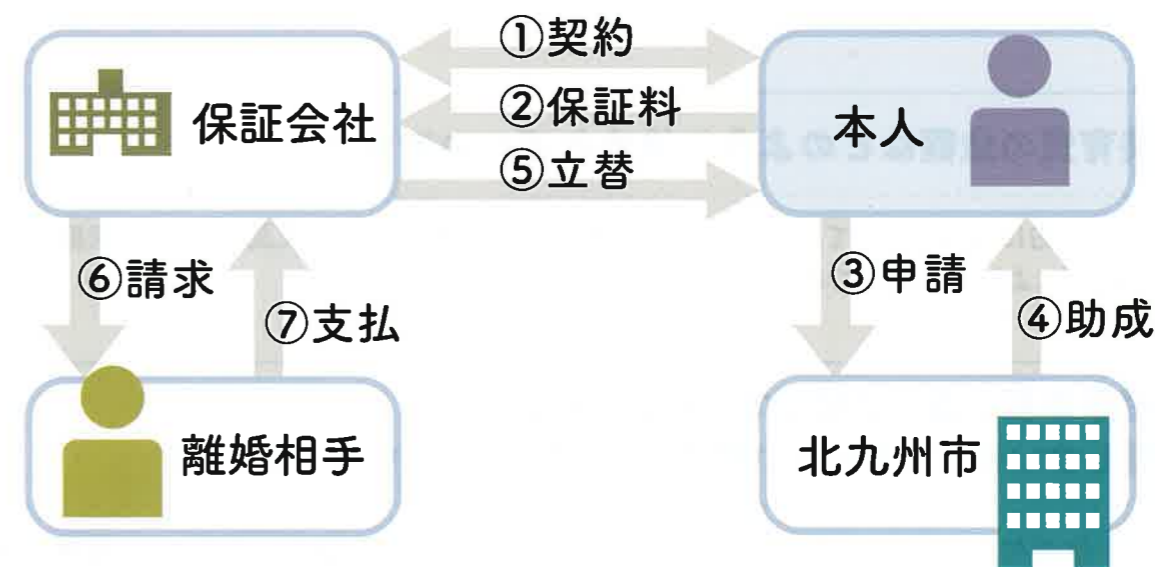 ①契約
保証会社
②保証料
本人
⑤立替
⑥請求
③申請
⑦支払
④助成
離婚相手
北九州市